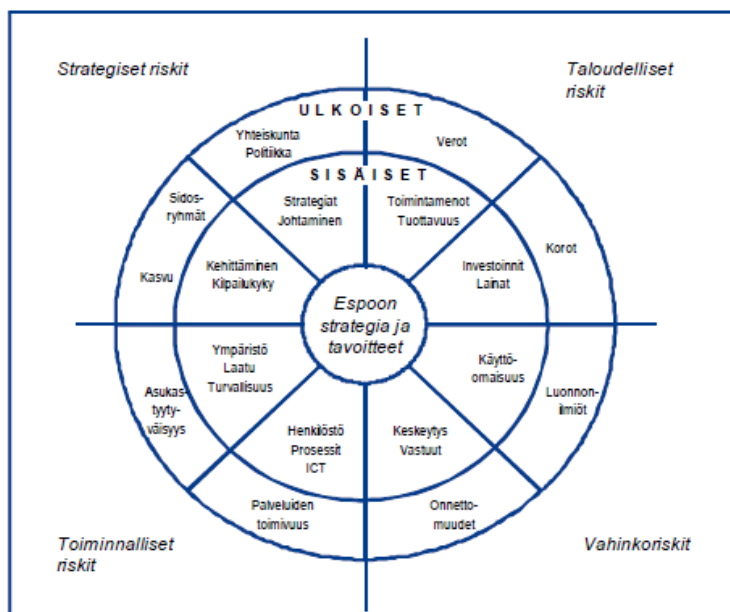 Strategiset riskit
Taloudelliset
riskit
ULKOISET
Yhteiskunta
Politiikka
Verot
SISÄISET
Sidos-
ryhmät
Strategiat
Johtaminen
Toimintamenot
Tuottavuus
Korot
Kasvu
Kehittäminen
Kilpailukyky
Investoinnit
Lainat
Espoon
strategia ja
tavoitteet
Ympäristö
Laatu
Turvallisuus
Käyttö-
omaisuus
Asukas-
tyyty-
väisyys
Luonnon-
ilmiöt
Henkilöstö
Prosessit
ICT
Keskeytys
Vastuut
Palveluiden
toimivuus
Onnetto-
muudet
Toiminnalliset
riskit
Vahinkoriskit